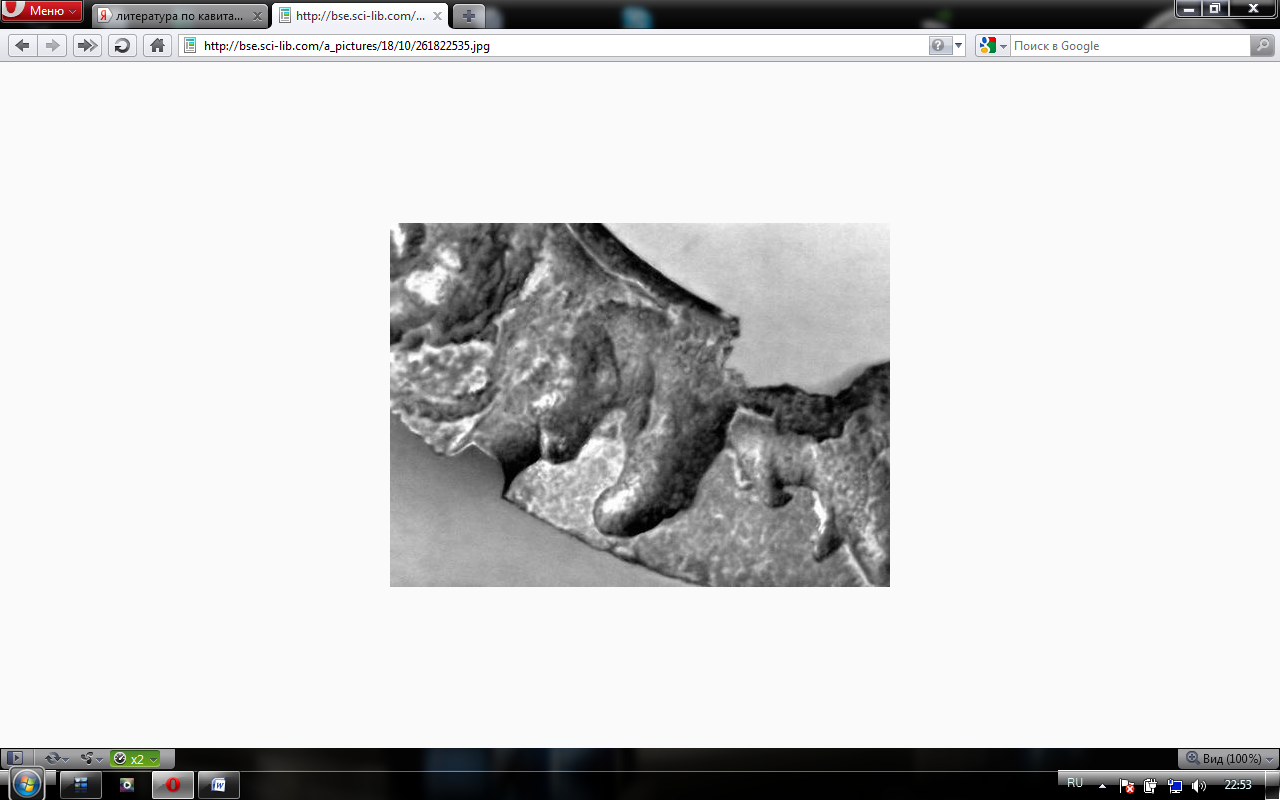 Меню
литература по кавита...
http://bse.sci-lib.com/...
http://bse.sci-lib.com/a_pictures/18/10/261822535.jpg
Поиск в Google
x2
Вид (100%)
RU
22:53